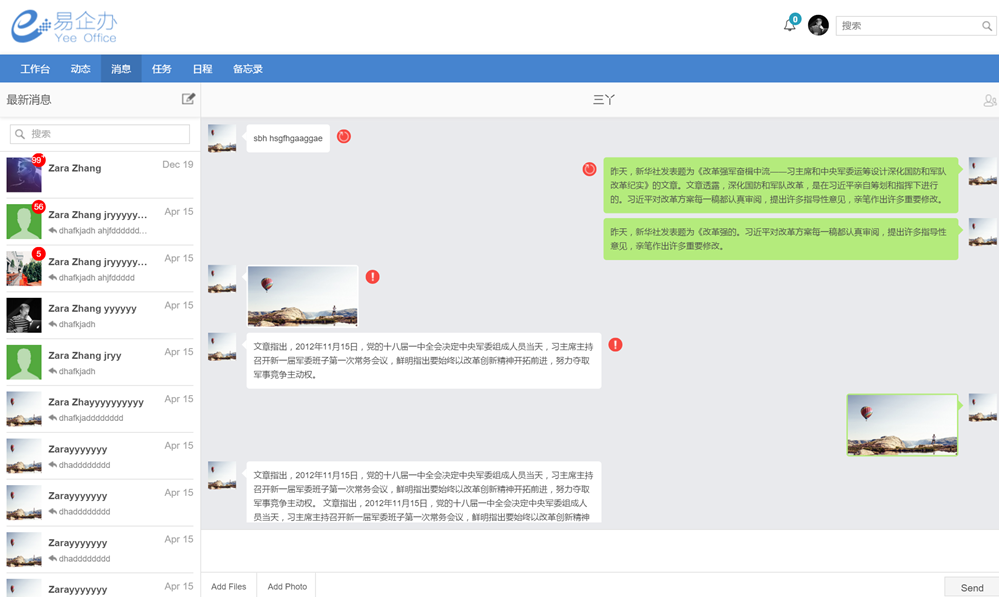 易企办
Yee Office
0
搜索
工作台 动态 消息 任务 日程 备忘录
最新消息
三丫
搜索
99+
Zara Zhang
Dec 19
56
Zara Zhang jryyyyy...
Apr 15
dhafkjadh ahjfdddddd...
5
Zara Zhang jryyyyy...
Apr 15
dhafkjadh ahjfddddd
Zara Zhang yyyyyy
Apr 15
dhafkjadh
Zara Zhang jryy
Apr 15
dhafkjadh
Zara Zhayyyyyyyyyy
Apr 15
dhafkjadddddddd
Zarayyyyyyy
Apr 15
dhadddddddd
Zarayyyyyyy
Apr 15
dhadddddddd
Zarayyyyyyy
Apr 15
dhadddddddd
Zarayyyyyyy
Apr 15
sbh hsgfhgaaggae
昨天，新华社发表题为《改革强军奋楫中流——习主席和中央军委运筹设计深化国防和军队
改革纪实》的文章。文章透露，深化国防和军队改革，是在习近平亲自筹划和指挥下进行
的。习近平对改革方案每一稿都认真审阅，提出许多指导性意见，亲笔作出许多重要修改。
昨天，新华社发表题为《改革强的。习近平对改革方案每一稿都认真审阅，提出许多指导性
意见，亲笔作出许多重要修改。
!
文章指出，2012年11月15日，党的十八届一中全会决定中央军委组成人员当天，习主席主持
召开新一届军委班子第一次常务会议，鲜明指出要始终以改革创新精神开拓前进，努力夺取
军事竞争主动权。
!
文章指出，2012年11月15日，党的十八届一中全会决定中央军委组成人员当天，习主席主持
召开新一届军委班子第一次常务会议，鲜明指出要始终以改革创新精神开拓前进，努力夺取
军事竞争主动权。 文章指出，2012年11月15日，党的十八届一中全会决定中央军委组成人
员当天，习主席主持召开新一届军委班子第一次常务会议，鲜明指出要始终以改革创新精神
Add Files
Add Photo
Send